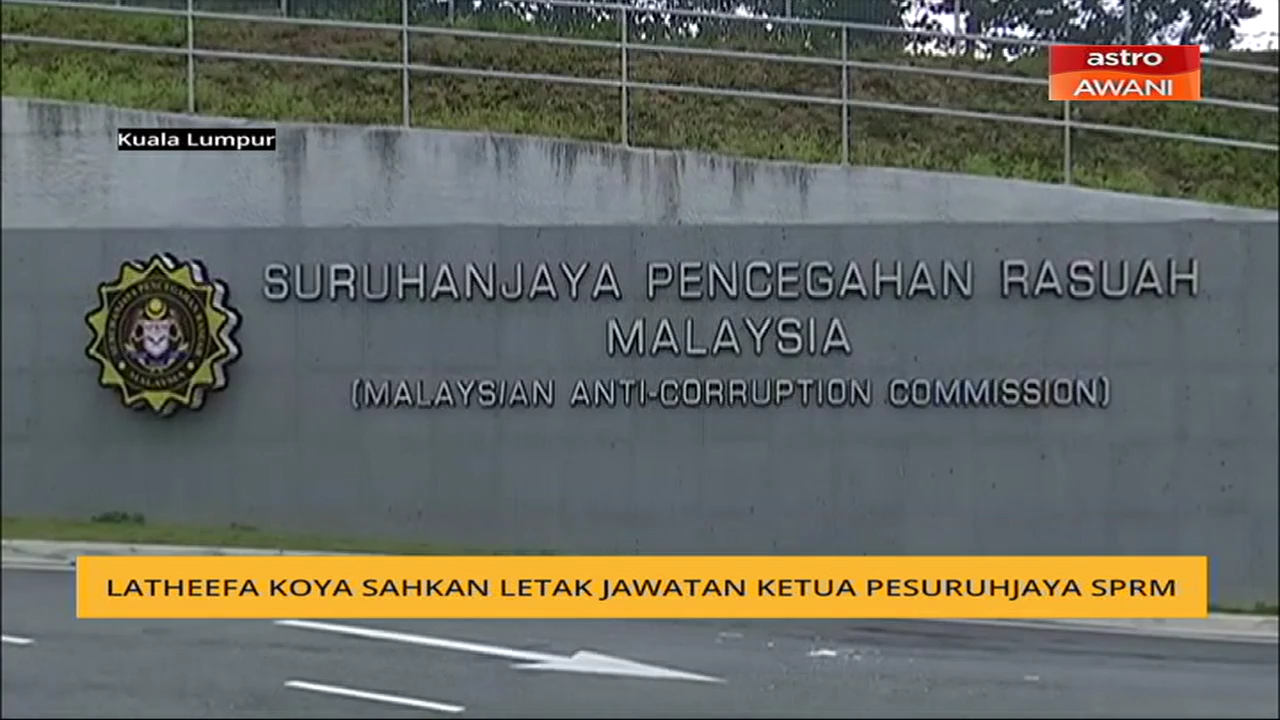 astro
AWANI
Kuala Lumpur
SURUHANJAYA PENCEGAHAN RASUAH
MALAYSIA
(MALAYSIAN ANTI-CORRUPTION COMMISSION)
MALAYSIA
LATHEEFA KOYA SAHKAN LETAK JAWATAN KETUA PESURUHJAYA SPRM